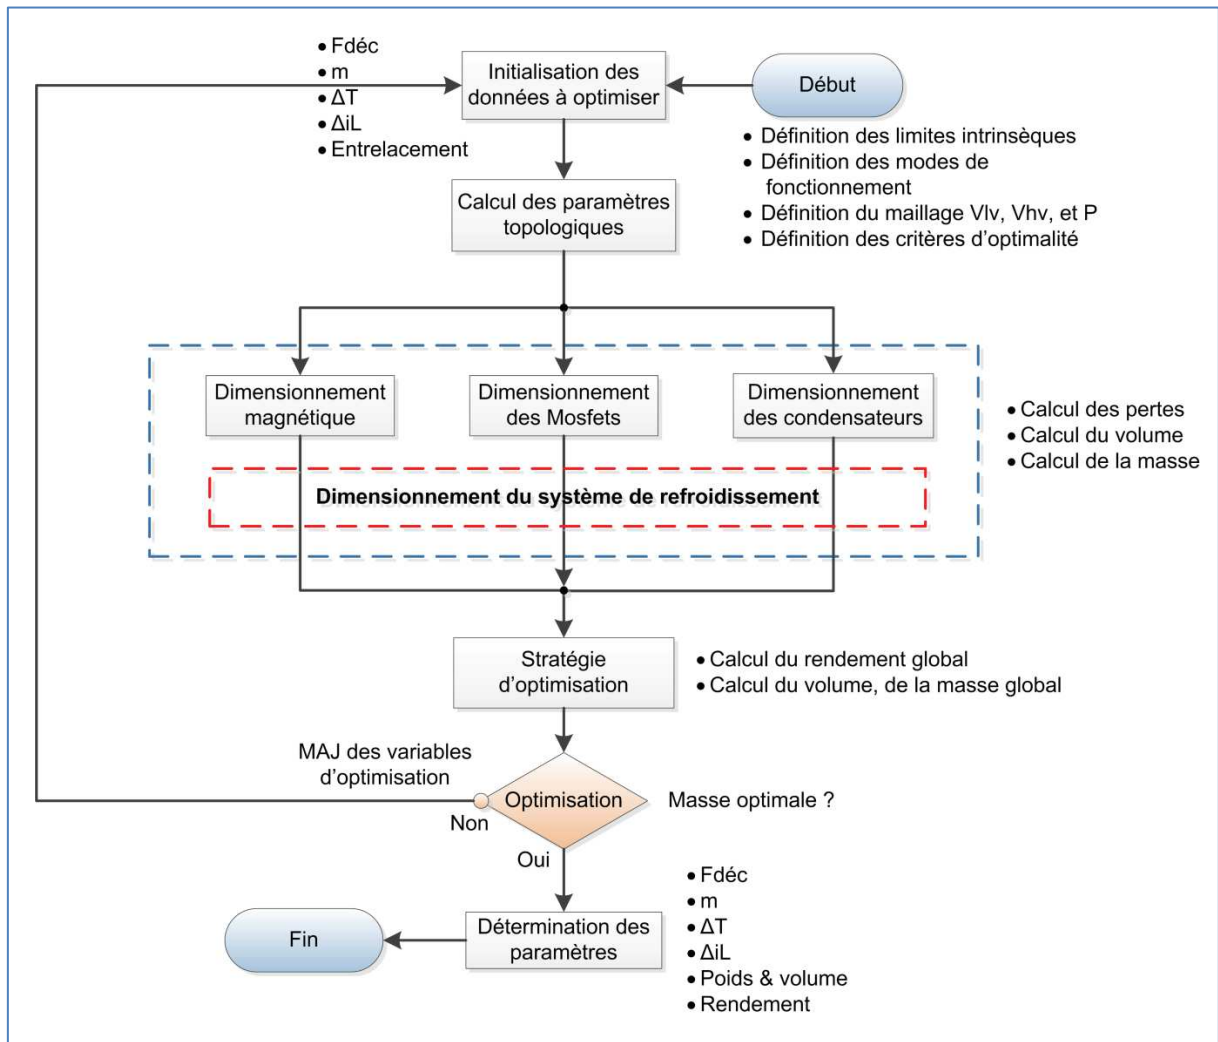 • Fdéc
• m
• ΔT
• ΔiL
• Entrelacement
Initialisation des
données à optimiser
Début
• Définition des limites intrinsèques
• Définition des modes de
fonctionnement
• Définition du maillage Vlv, Vhv, et P
• Définition des critères d'optimalité
Calcul des paramètres
topologiques
Dimensionnement
magnétique
Dimensionnement
des Mosfets
Dimensionnement
des condensateurs
• Calcul des pertes
• Calcul du volume
• Calcul de la masse
Dimensionnement du système de refroidissement
Stratégie
d'optimisation
• Calcul du rendement global
• Calcul du volume, de la masse global
MAJ des variables
d'optimisation
Optimisation
Masse optimale ?
Non
Oui
• Fdéc
• m
• ΔT
• ΔiL
• Poids & volume
• Rendement
Détermination des
paramètres
Fin